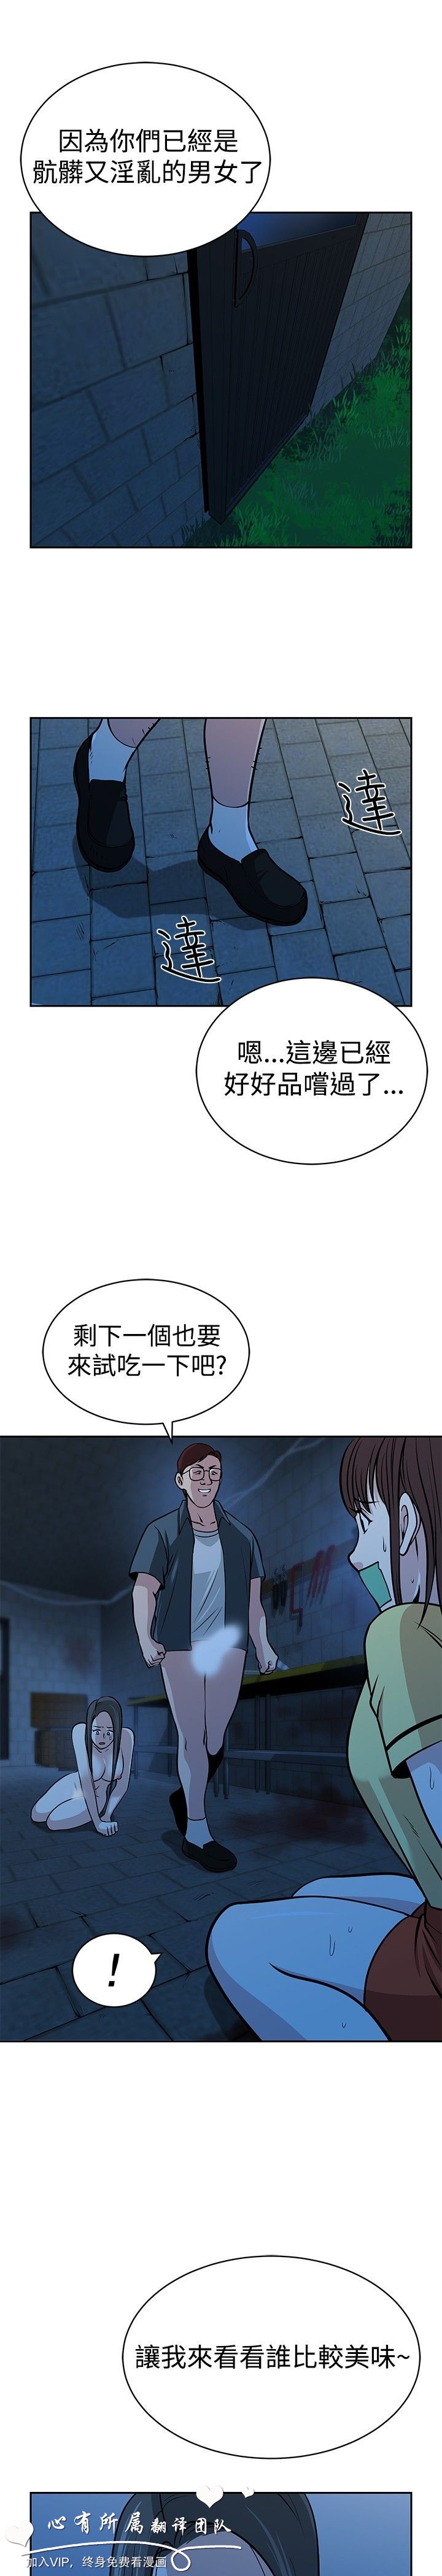 因為你們已經是
骯髒又淫亂的男女了
達
達
嗯...這邊已經
好好品嚐過了...
剩下一個也要
來試吃一下吧?
!
讓我來看看誰比較美味~
心有所属翻译团队
加入VIP，终身免费看漫画